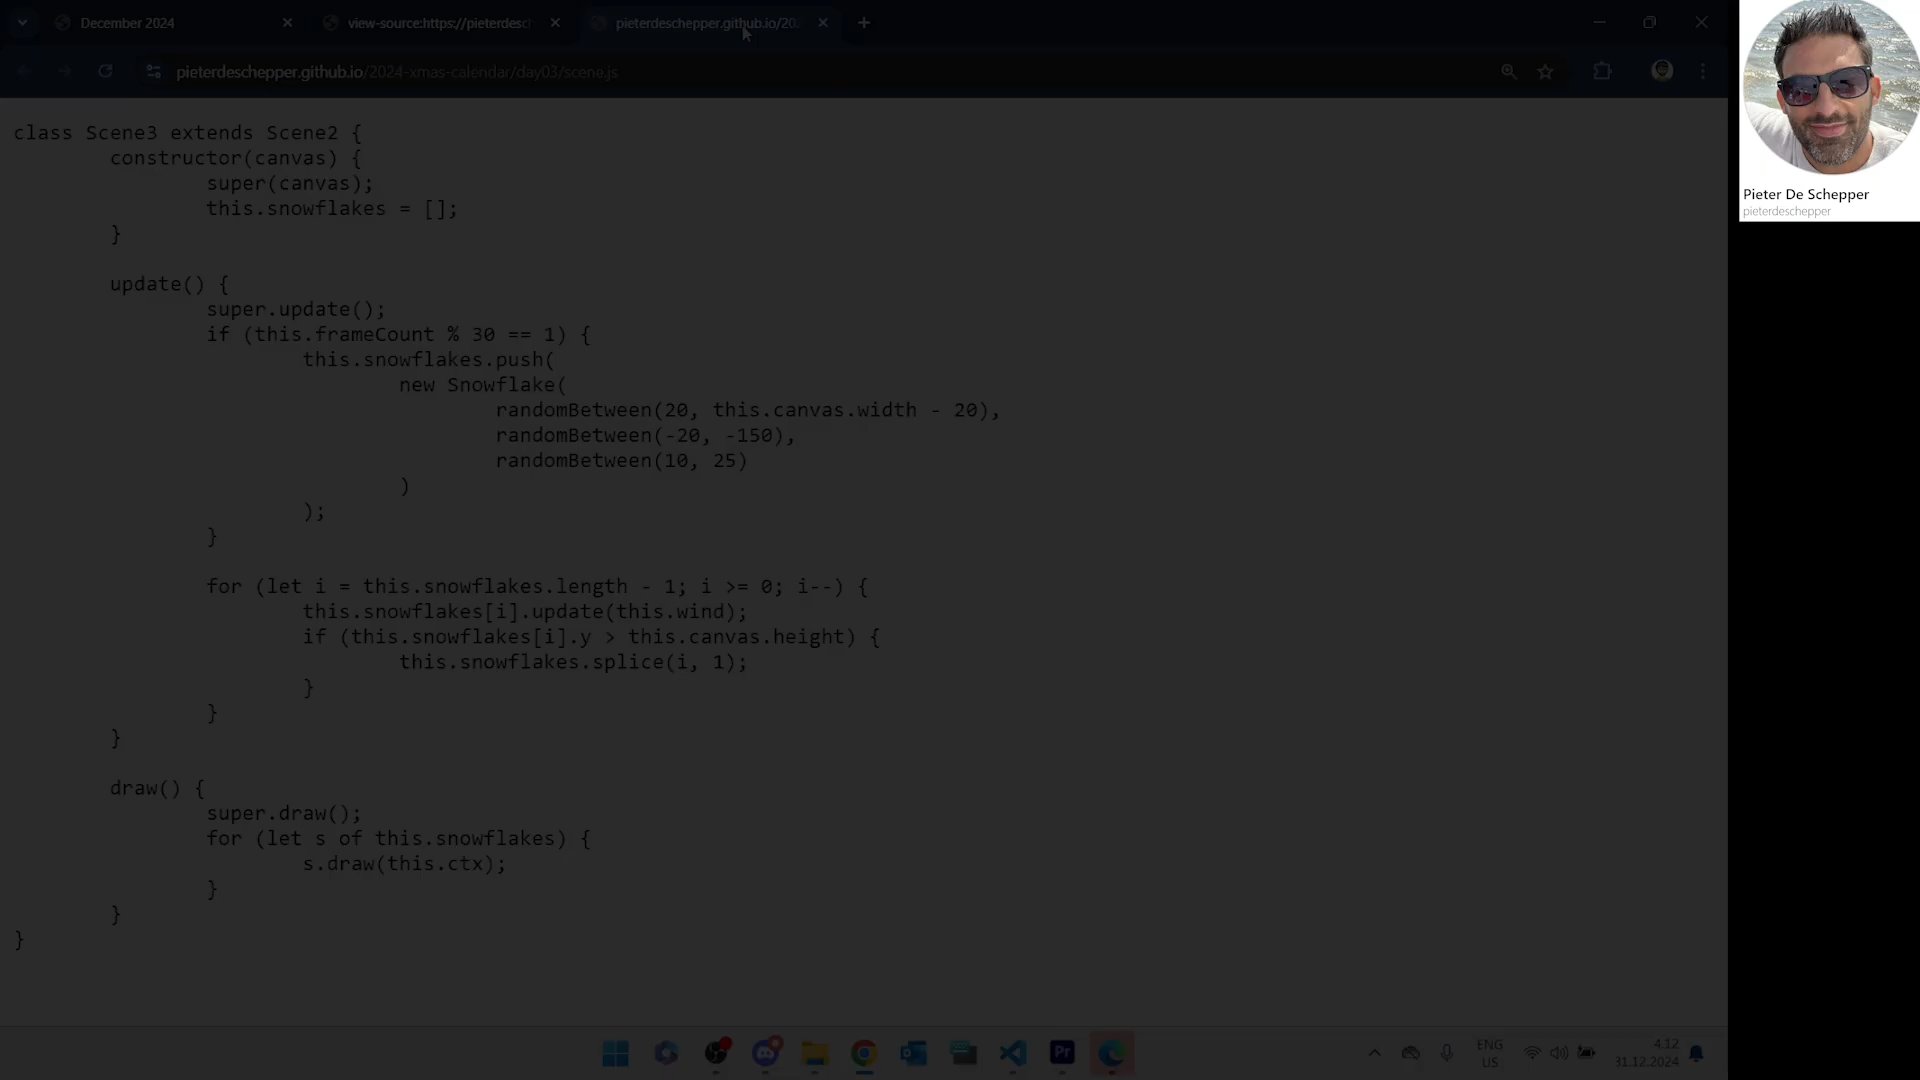 December 2024
view-source:https://pieterdesch
pieterdeschepper.github.io/20
pieterdeschepper.github.io/2024-xmas-calendar/day03/scene.js
Pieter De Schepper
pieterdeschepper
class Scene3 extends Scene2 {
constructor(canvas) {
super(canvas);
this.snowflakes = [];
}
update() {
super.update();
if (this.frameCount % 30 == 1) {
this.snowflakes.push(
new Snowflake(
randomBetween(20, this.canvas.width - 20),
randomBetween(-20, -150),
randomBetween(10, 25)
)
);
}
for (let i = this.snowflakes.length - 1; i >= 0; i--) {
this.snowflakes[i].update(this.wind);
if (this.snowflakes[i].y > this.canvas.height) {
this.snowflakes.splice(i, 1);
}
}
}
draw() {
super.draw();
for (let s of this.snowflakes) {
s.draw(this.ctx);
}
}
}
Pr
ENG
US
4:12
31.12.2024